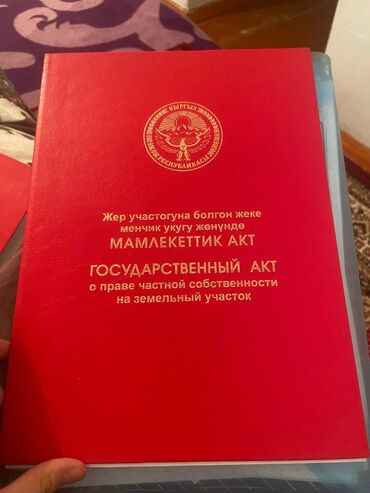 КЫРГЫЗ
РЕСПУБЛИКАСЫ
Жер участогуна болгон жеке
менчик укугу жөнүндө
МАМЛЕКЕТТИК АКТ
ГОСУДАРСТВЕННЫЙ АКТ
о праве частной собственности
на земельный участок